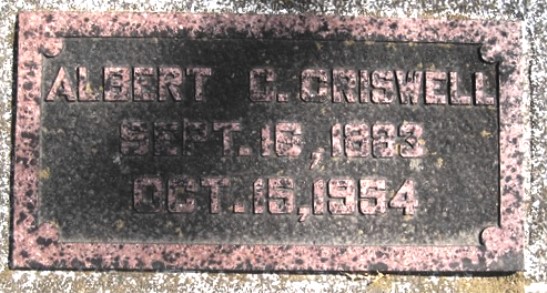 ALBERT C. CRISWELL
SEPT. 16, 1883
OCT. 15, 1954